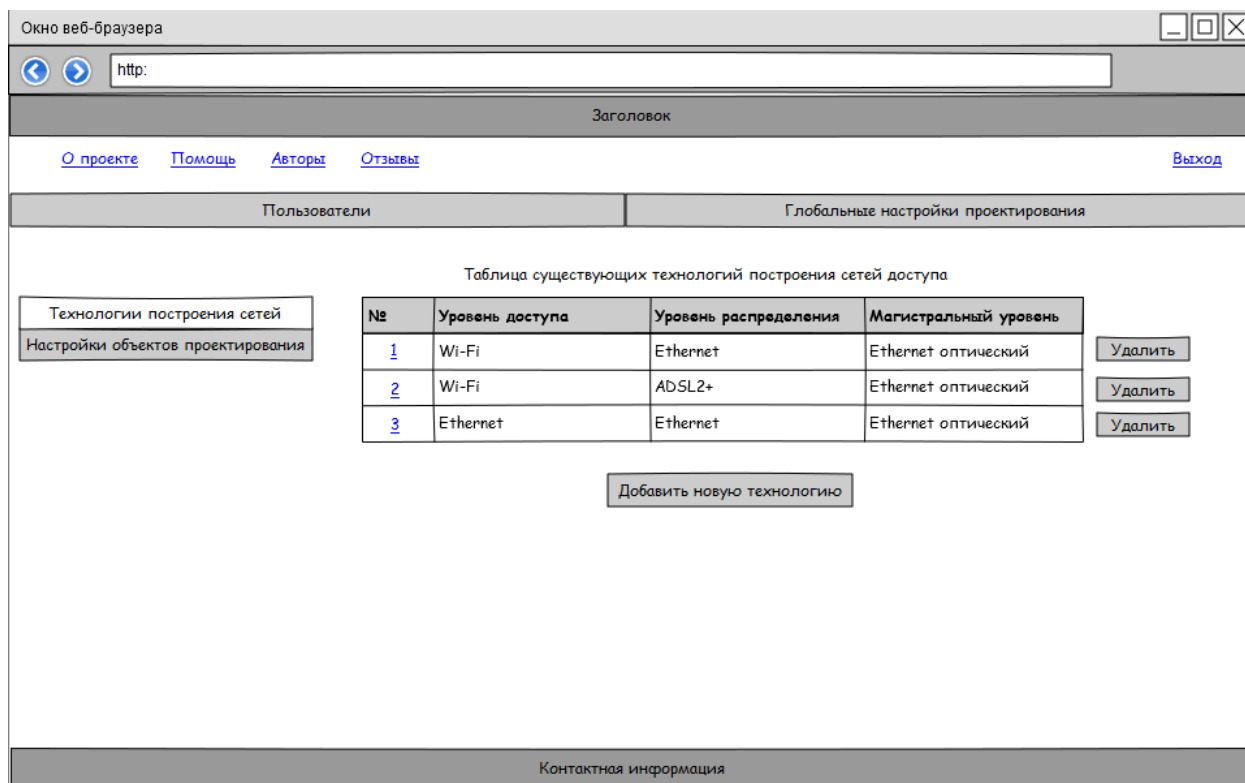 Окно веб-браузера
http:
Заголовок
О проекте Помощь Авторы Отзывы Выход
Пользователи Глобальные настройки проектирования
Таблица существующих технологий построения сетей доступа
Технологии построения сетей
Настройки объектов проектирования
№ Уровень доступа Уровень распределения Магистральный уровень
1 Wi-Fi Ethernet Ethernet оптический Удалить
2 Wi-Fi ADSL2+ Ethernet оптический Удалить
3 Ethernet Ethernet Ethernet оптический Удалить
Добавить новую технологию
Контактная информация